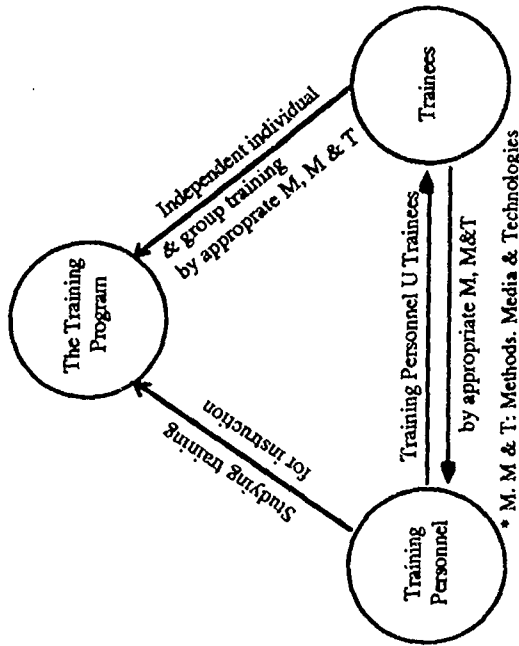 The Training
Program
Independent individual
& group training
by approprate M, M & T
Studying training
for instruction
Trainees
Training Personnel U Trainees
by appropriate M, M&T
Training
Personnel
* M. M & T: Methods. Media & Technologies